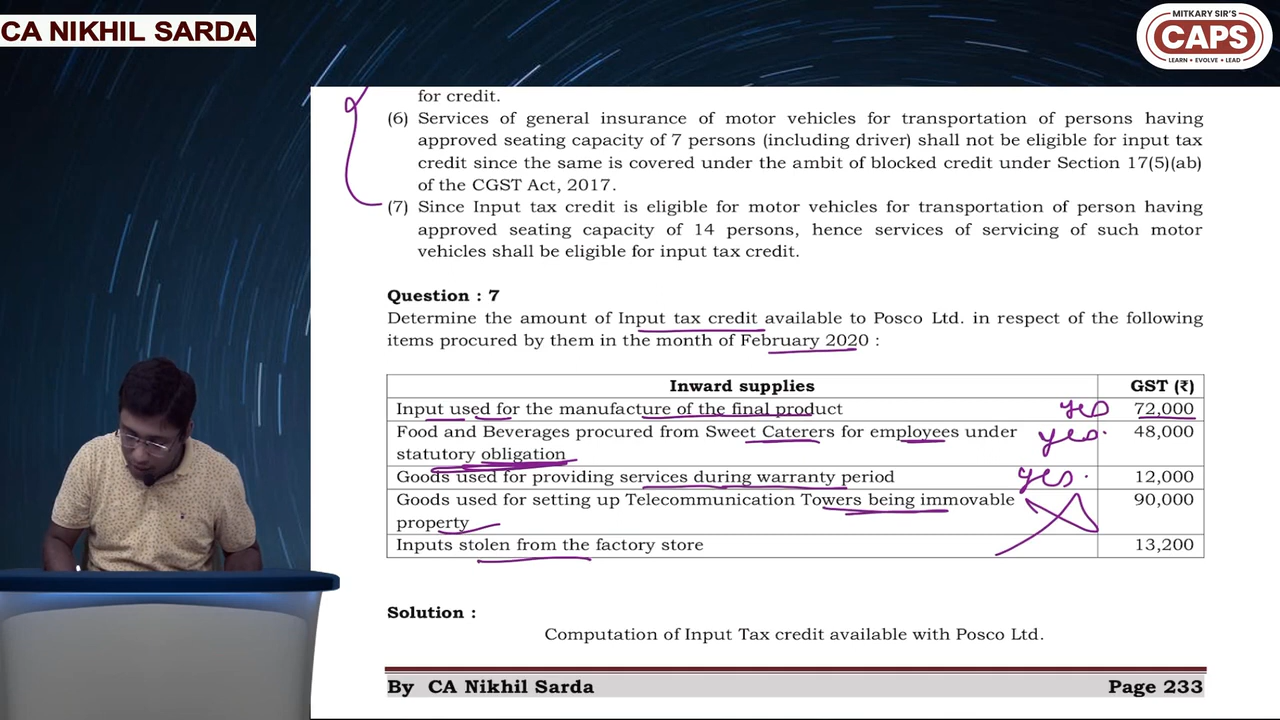 CA NIKHIL SARDA
MITKARY SIR'S
CAPS
LEARN • EVOLVE • LEAD
for credit.
(6) Services of general insurance of motor vehicles for transportation of persons having
approved seating capacity of 7 persons (including driver) shall not be eligible for input tax
credit since the same is covered under the ambit of blocked credit under Section 17(5)(ab)
of the CGST Act, 2017.
(7) Since Input tax credit is eligible for motor vehicles for transportation of person having
approved seating capacity of 14 persons, hence services of servicing of such motor
vehicles shall be eligible for input tax credit.
Question : 7
Determine the amount of Input tax credit available to Posco Ltd. in respect of the following
items procured by them in the month of February 2020 :
Inward supplies GST (₹)
Input used for the manufacture of the final product yes 72,000
Food and Beverages procured from Sweet Caterers for employees under yes. 48,000
statutory obligation
Goods used for providing services during warranty period yes. 12,000
Goods used for setting up Telecommunication Towers being immovable 90,000
property
Inputs stolen from the factory store 13,200
Solution :
Computation of Input Tax credit available with Posco Ltd.
By CA Nikhil Sarda Page 233